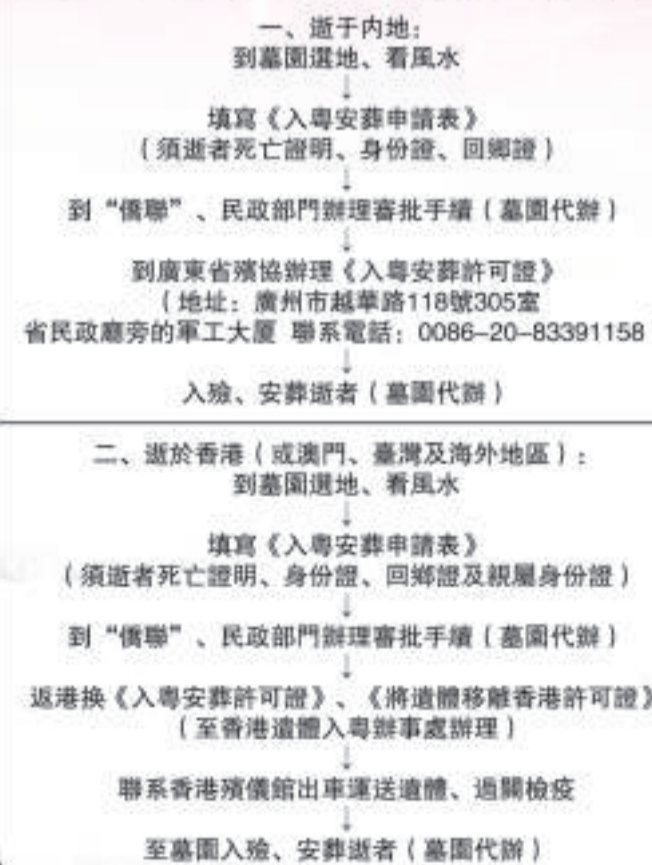 一、逝于内地：
到墓園選地、看風水
↓
填寫《入粵安葬申請表》
（須逝者死亡證明、身份證、回鄉證）
↓
到“僑聯”、民政部門辦理審批手續（墓園代辦）
↓
到廣東省殯協辦理《入粵安葬許可證》
（地址：廣州市越華路118號305室
省民政廳旁的軍工大厦 聯系電話：0086-20-83391158
↓
入殮、安葬逝者（墓園代辦）
二、逝於香港（或澳門、臺灣及海外地區）：
到墓園選地、看風水
↓
填寫《入粵安葬申請表》
（須逝者死亡證明、身份證、回鄉證及親屬身份證）
↓
到“僑聯”、民政部門辦理審批手續（墓園代辦）
↓
返港换《入粵安葬許可證》、《將遺體移離香港許可證》
（至香港遺體入粵辦事處辦理）
↓
聯系香港殯儀館出車運送遺體、過關檢疫
↓
至墓園入殮、安葬逝者（墓園代辦）